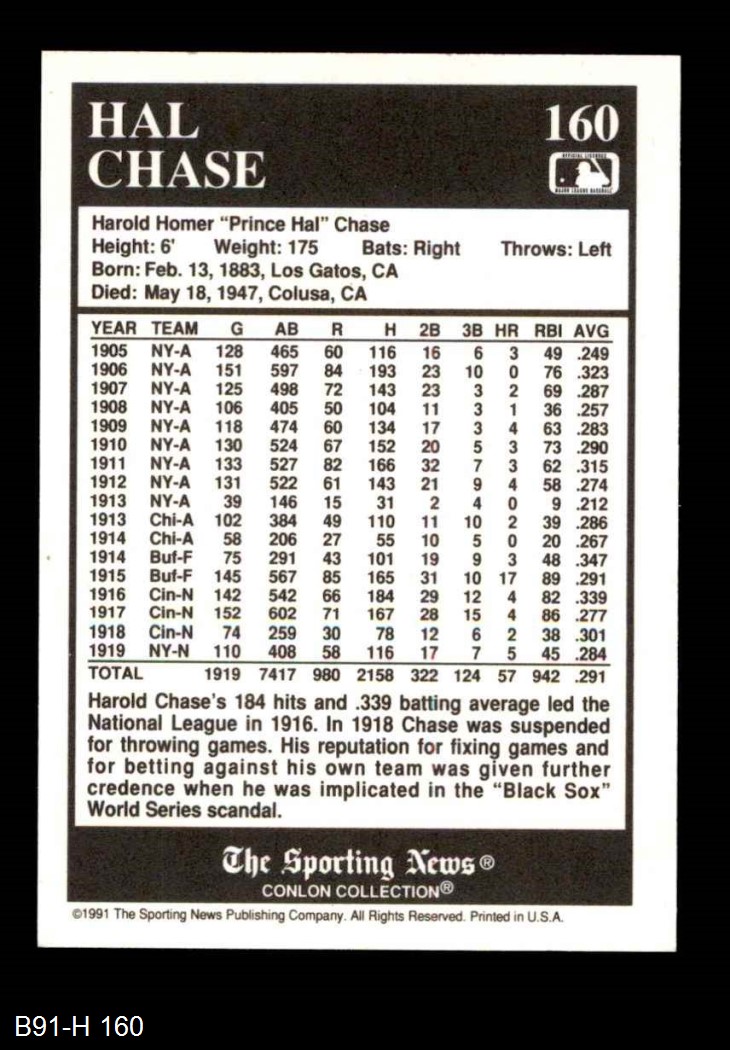 HAL
CHASE
160
OFFICIAL LICENSEE
MAJOR LEAGUE BASEBALL
Harold Homer “Prince Hal” Chase
Height: 6' Weight: 175 Bats: Right Throws: Left
Born: Feb. 13, 1883, Los Gatos, CA
Died: May 18, 1947, Colusa, CA
YEAR TEAM G AB R H 2B 3B HR RBI AVG
1905 NY-A 128 465 60 116 16 6 3 49 .249
1906 NY-A 151 597 84 193 23 10 0 76 .323
1907 NY-A 125 498 72 143 23 3 2 69 .287
1908 NY-A 106 405 50 104 11 3 1 36 .257
1909 NY-A 118 474 60 134 17 3 4 63 .283
1910 NY-A 130 524 67 152 20 5 3 73 .290
1911 NY-A 133 527 82 166 32 7 3 62 .315
1912 NY-A 131 522 61 143 21 9 4 58 .274
1913 NY-A 39 146 15 31 2 4 0 9 .212
1913 Chi-A 102 384 49 110 11 10 2 39 .286
1914 Chi-A 58 206 27 55 10 5 0 20 .267
1914 Buf-F 75 291 43 101 19 9 3 48 .347
1915 Buf-F 145 567 85 165 31 10 17 89 .291
1916 Cin-N 142 542 66 184 29 12 4 82 .339
1917 Cin-N 152 602 71 167 28 15 4 86 .277
1918 Cin-N 74 259 30 78 12 6 2 38 .301
1919 NY-N 110 408 58 116 17 7 5 45 .284
TOTAL 1919 7417 980 2158 322 124 57 942 .291
Harold Chase's 184 hits and .339 batting average led the
National League in 1916. In 1918 Chase was suspended
for throwing games. His reputation for fixing games and
for betting against his own team was given further
credence when he was implicated in the “Black Sox”
World Series scandal.
The Sporting News®
CONLON COLLECTION®
©1991 The Sporting News Publishing Company. All Rights Reserved. Printed in U.S.A.
B91-H 160